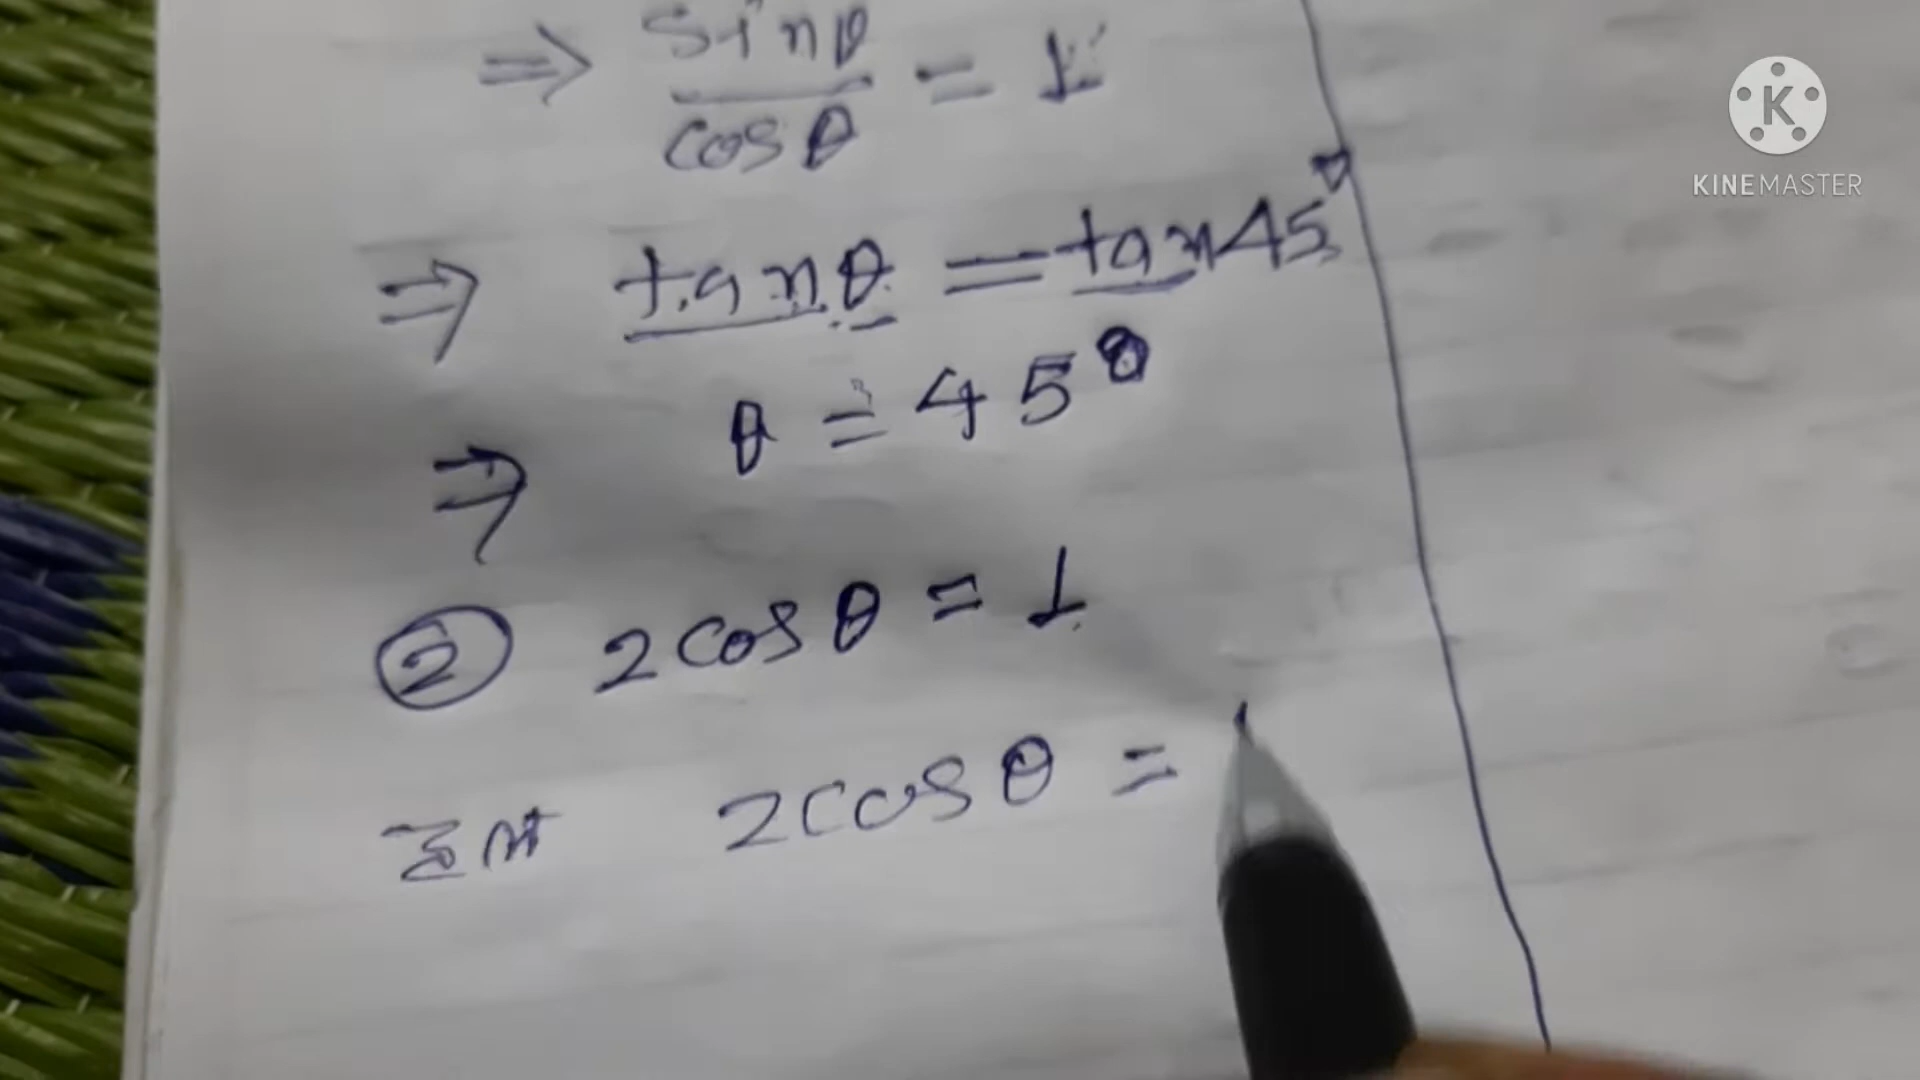 ⇒ sinθ/cosθ = 1
⇒ tanθ = tan45°
⇒ θ = 45°
② 2cosθ = 1
2cosθ =
KINEMASTER